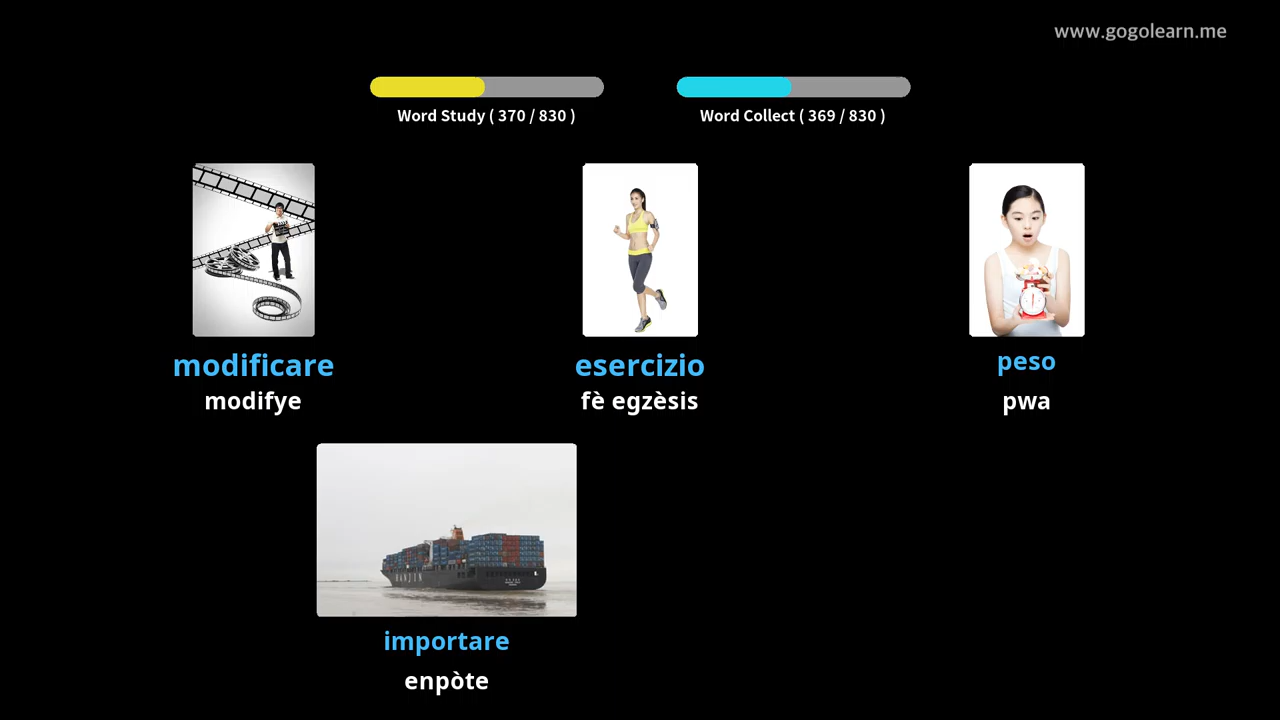 www.gogolearn.me
Word Study ( 370 / 830 )
Word Collect ( 369 / 830 )
modificare
modifye
esercizio
fè egzèsis
peso
pwa
HANJIN
importare
enpòte